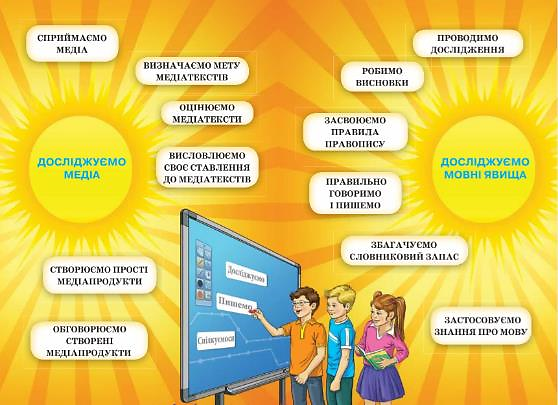 СПРИЙМАЄМО
МЕДІА
ВИЗНАЧАЄМО МЕТУ
МЕДІАТЕКСТІВ
ОЦІНЮЄМО
МЕДІАТЕКСТИ
ВИСЛОВЛЮЄМО
СВОЄ СТАВЛЕННЯ
ДО МЕДІАТЕКСТІВ
ДОСЛІДЖУЄМО
МЕДІА
СТВОРЮЄМО ПРОСТІ
МЕДІАПРОДУКТИ
ОБГОВОРЮЄМО
СТВОРЕНІ
МЕДІАПРОДУКТИ
ПРОВОДИМО
ДОСЛІДЖЕННЯ
РОБИМО
ВИСНОВКИ
ЗАСВОЮЄМО
ПРАВИЛА
ПРАВОПИСУ
ПРАВИЛЬНО
ГОВОРИМО
І ПИШЕМО
ДОСЛІДЖУЄМО
МОВНІ ЯВИЩА
ЗБАГАЧУЄМО
СЛОВНИКОВИЙ ЗАПАС
ЗАСТОСОВУЄМО
ЗНАННЯ ПРО МОВУ
Досліджуємо
Пишемо
Спілкуємося